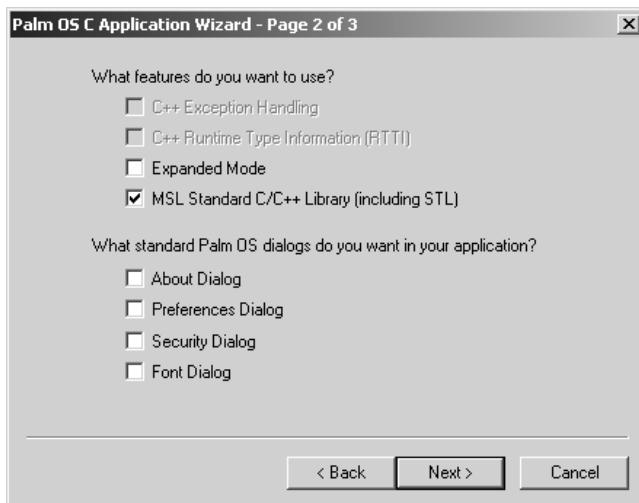 Palm OS C Application Wizard - Page 2 of 3
What features do you want to use?
C++ Exception Handling
C++ Runtime Type Information (RTTI)
Expanded Mode
MSL Standard C/C++ Library (including STL)
What standard Palm OS dialogs do you want in your application?
About Dialog
Preferences Dialog
Security Dialog
Font Dialog
< Back Next > Cancel